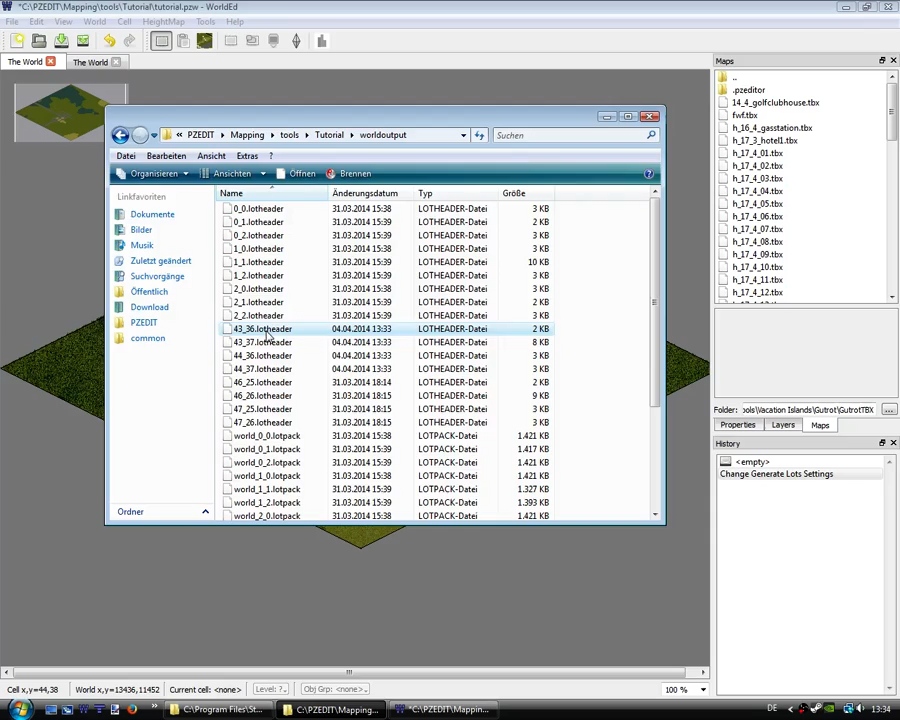 *C:\PZEDIT\Mapping\tools\Tutorial\tutorial.pzw - WorldEd
File Edit View World Cell HeightMap Tools Help
The World The World
PZEDIT Mapping tools Tutorial worldoutput Suchen
Datei Bearbeiten Ansicht Extras ?
Organisieren Ansichten Öffnen Brennen
Linkfavoriten
Dokumente
Bilder
Musik
Zuletzt geändert
Suchvorgänge
Öffentlich
Download
PZEDIT
common
Ordner
Name Änderungsdatum Typ Größe
0_0.lotheader 31.03.2014 15:38 LOTHEADER-Datei 3 KB
0_1.lotheader 31.03.2014 15:39 LOTHEADER-Datei 2 KB
0_2.lotheader 31.03.2014 15:39 LOTHEADER-Datei 3 KB
1_0.lotheader 31.03.2014 15:38 LOTHEADER-Datei 3 KB
1_1.lotheader 31.03.2014 15:39 LOTHEADER-Datei 10 KB
1_2.lotheader 31.03.2014 15:39 LOTHEADER-Datei 3 KB
2_0.lotheader 31.03.2014 15:38 LOTHEADER-Datei 3 KB
2_1.lotheader 31.03.2014 15:39 LOTHEADER-Datei 2 KB
2_2.lotheader 31.03.2014 15:39 LOTHEADER-Datei 3 KB
43_36.lotheader 04.04.2014 13:33 LOTHEADER-Datei 2 KB
43_37.lotheader 04.04.2014 13:33 LOTHEADER-Datei 8 KB
44_36.lotheader 04.04.2014 13:33 LOTHEADER-Datei 3 KB
44_37.lotheader 04.04.2014 13:33 LOTHEADER-Datei 3 KB
46_25.lotheader 31.03.2014 18:14 LOTHEADER-Datei 2 KB
46_26.lotheader 31.03.2014 18:15 LOTHEADER-Datei 9 KB
47_25.lotheader 31.03.2014 18:15 LOTHEADER-Datei 3 KB
47_26.lotheader 31.03.2014 18:15 LOTHEADER-Datei 3 KB
world_0_0.lotpack 31.03.2014 15:38 LOTPACK-Datei 1.421 KB
world_0_1.lotpack 31.03.2014 15:39 LOTPACK-Datei 1.417 KB
world_0_2.lotpack 31.03.2014 15:39 LOTPACK-Datei 1.421 KB
world_1_0.lotpack 31.03.2014 15:38 LOTPACK-Datei 1.421 KB
world_1_1.lotpack 31.03.2014 15:39 LOTPACK-Datei 1.327 KB
world_1_2.lotpack 31.03.2014 15:39 LOTPACK-Datei 1.393 KB
world_2_0.lotpack 31.03.2014 15:38 LOTPACK-Datei 1.421 KB
Maps
..
.pzeditor
14_4_golfclubhouse.tbx
fwf.tbx
h_16_4_gasstation.tbx
h_17_3_hotel1.tbx
h_17_4_01.tbx
h_17_4_02.tbx
h_17_4_03.tbx
h_17_4_04.tbx
h_17_4_05.tbx
h_17_4_06.tbx
h_17_4_07.tbx
h_17_4_08.tbx
h_17_4_09.tbx
h_17_4_10.tbx
h_17_4_11.tbx
h_17_4_12.tbx
Folder: ools\Vacation Islands\Gutrot\GutrotTBX ...
Properties Layers Maps
History
<empty>
Change Generate Lots Settings
Cell x,y=44,38 World x,y=13436,11452 Current cell: <none> Level: ? Obj Grp: <none> 100 %
C:\Program Files\St... C:\PZEDIT\Mapping... *C:\PZEDIT\Mappin... DE 13:34